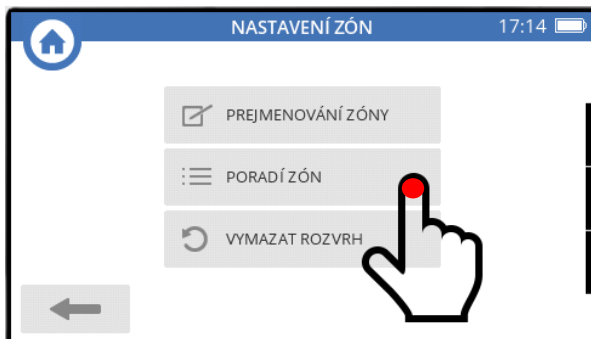 NASTAVENÍ ZÓN
17:14
PREJMENOVÁNÍ ZÓNY
PORADÍ ZÓN
VYMAZAT ROZVRH